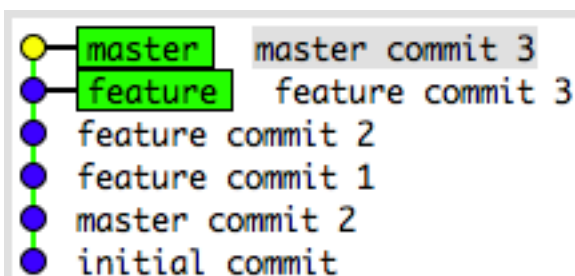 master master commit 3
feature feature commit 3
feature commit 2
feature commit 1
master commit 2
initial commit